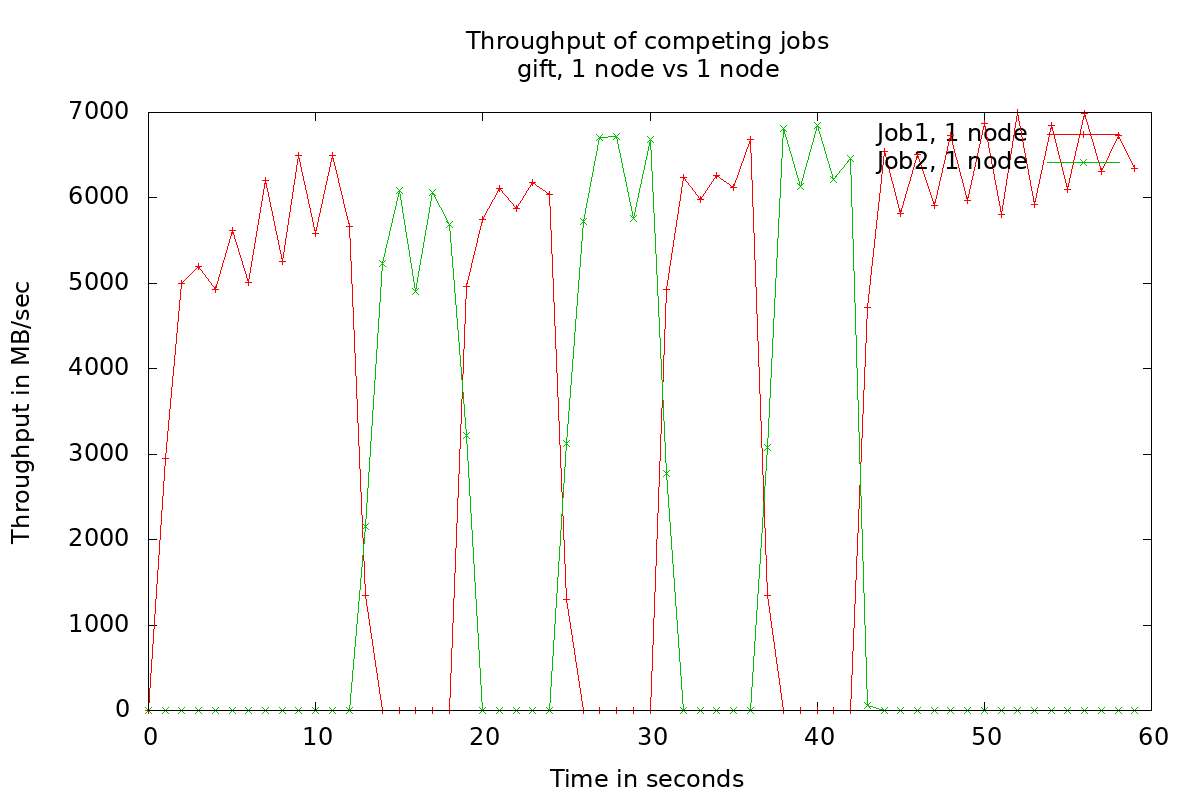 Throughput of competing jobs
gift, 1 node vs 1 node
Throughput in MB/sec
7000
6000
5000
4000
3000
2000
1000
0
Job1, 1 node
Job2, 1 node
0 10 20 30 40 50 60
Time in seconds